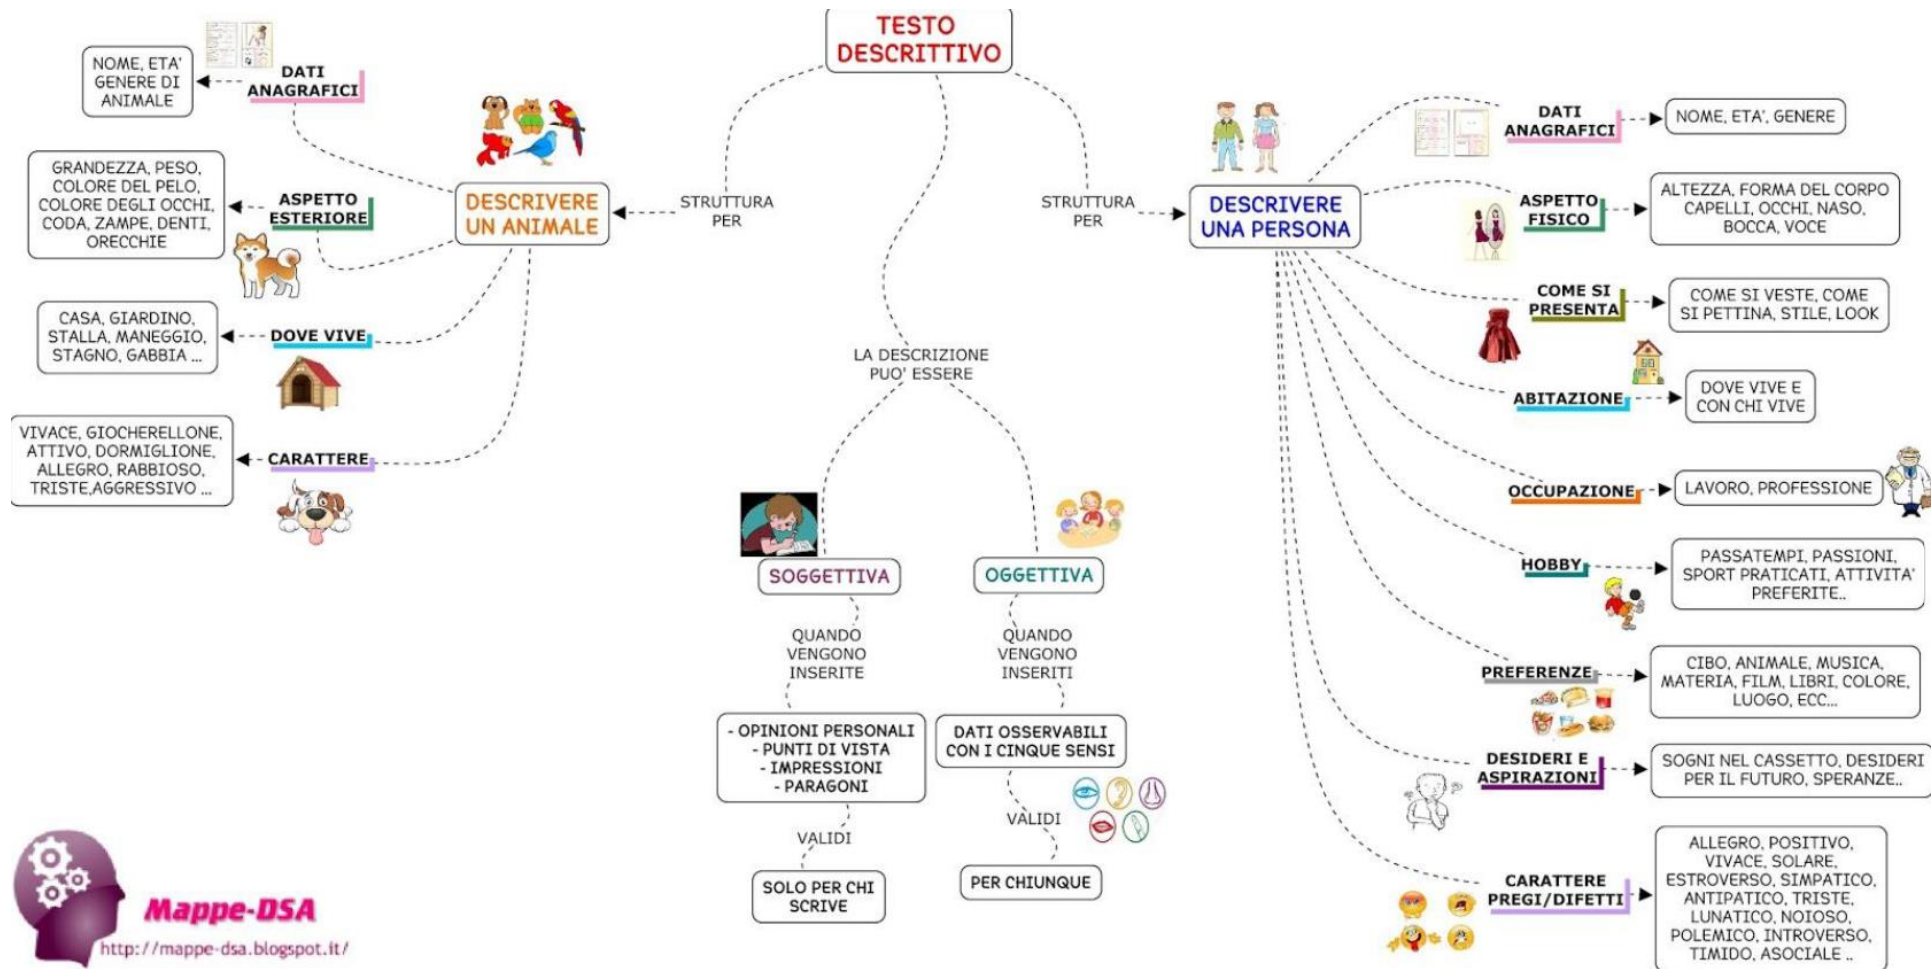 TESTO
DESCRITTIVO
STRUTTURA
PER
DESCRIVERE
UN ANIMALE
DATI
ANAGRAFICI
NOME, ETA'
GENERE DI
ANIMALE
ASPETTO
ESTERIORE
GRANDEZZA, PESO,
COLORE DEL PELO,
COLORE DEGLI OCCHI,
CODA, ZAMPE, DENTI,
ORECCHIE
DOVE VIVE
CASA, GIARDINO,
STALLA, MANEGGIO,
STAGNO, GABBIA ...
CARATTERE
VIVACE, GIOCHERELLONE,
ATTIVO, DORMIGLIONE,
ALLEGRO, RABBIOSO,
TRISTE,AGGRESSIVO ...
LA DESCRIZIONE
PUO' ESSERE
SOGGETTIVA
QUANDO
VENGONO
INSERITE
- OPINIONI PERSONALI
- PUNTI DI VISTA
- IMPRESSIONI
- PARAGONI
VALIDI
SOLO PER CHI
SCRIVE
OGGETTIVA
QUANDO
VENGONO
INSERITI
DATI OSSERVABILI
CON I CINQUE SENSI
VALIDI
PER CHIUNQUE
STRUTTURA
PER
DESCRIVERE
UNA PERSONA
DATI
ANAGRAFICI
NOME, ETA', GENERE
ASPETTO
FISICO
ALTEZZA, FORMA DEL CORPO
CAPELLI, OCCHI, NASO,
BOCCA, VOCE
COME SI
PRESENTA
COME SI VESTE, COME
SI PETTINA, STILE, LOOK
ABITAZIONE
DOVE VIVE E
CON CHI VIVE
OCCUPAZIONE
LAVORO, PROFESSIONE
HOBBY
PASSATEMPI, PASSIONI,
SPORT PRATICATI, ATTIVITA'
PREFERITE..
PREFERENZE
CIBO, ANIMALE, MUSICA,
MATERIA, FILM, LIBRI, COLORE,
LUOGO, ECC...
DESIDERI E
ASPIRAZIONI
SOGNI NEL CASSETTO, DESIDERI
PER IL FUTURO, SPERANZE..
CARATTERE
PREGI/DIFETTI
ALLEGRO, POSITIVO,
VIVACE, SOLARE,
ESTROVERSO, SIMPATICO,
ANTIPATICO, TRISTE,
LUNATICO, NOIOSO,
POLEMICO, INTROVERSO,
TIMIDO, ASOCIALE ..
Mappe-DSA
http://mappe-dsa.blogspot.it/